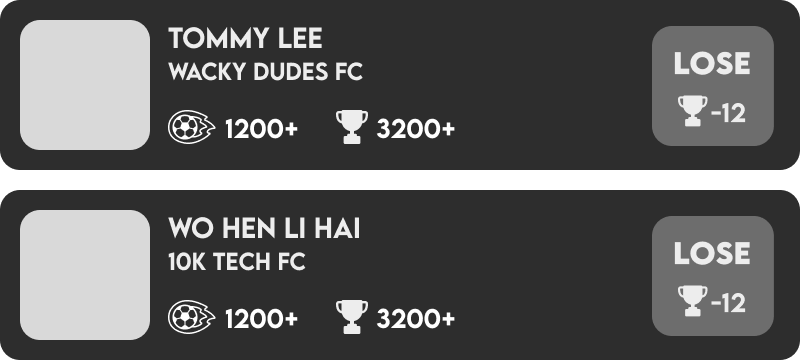 TOMMY LEE
WACKY DUDES FC
1200+ 3200+
LOSE
-12
WO HEN LI HAI
10K TECH FC
1200+ 3200+
LOSE
-12